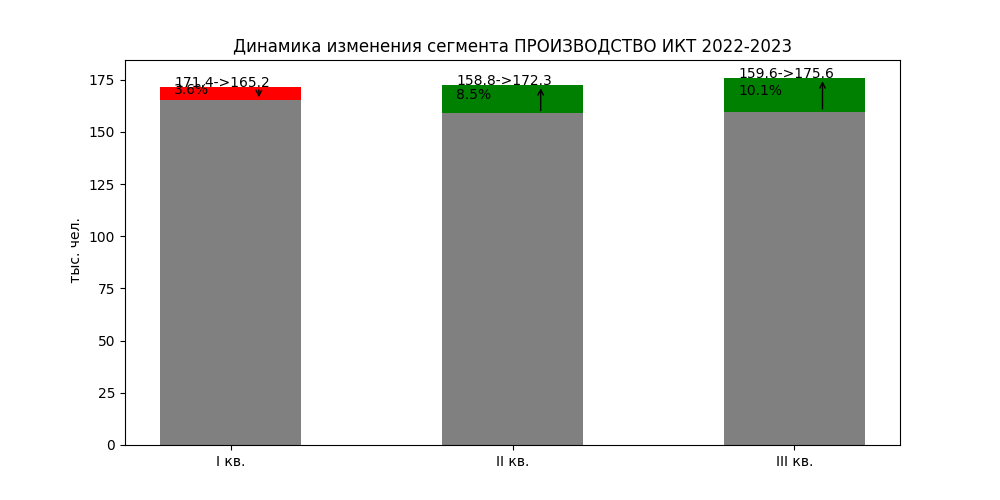 Динамика изменения сегмента ПРОИЗВОДСТВО ИКТ 2022-2023
тыс. чел.
175
150
125
100
75
50
25
0
171.4->165.2
3.6%
158.8->172.3
8.5%
159.6->175.6
10.1%
I кв.
II кв.
III кв.